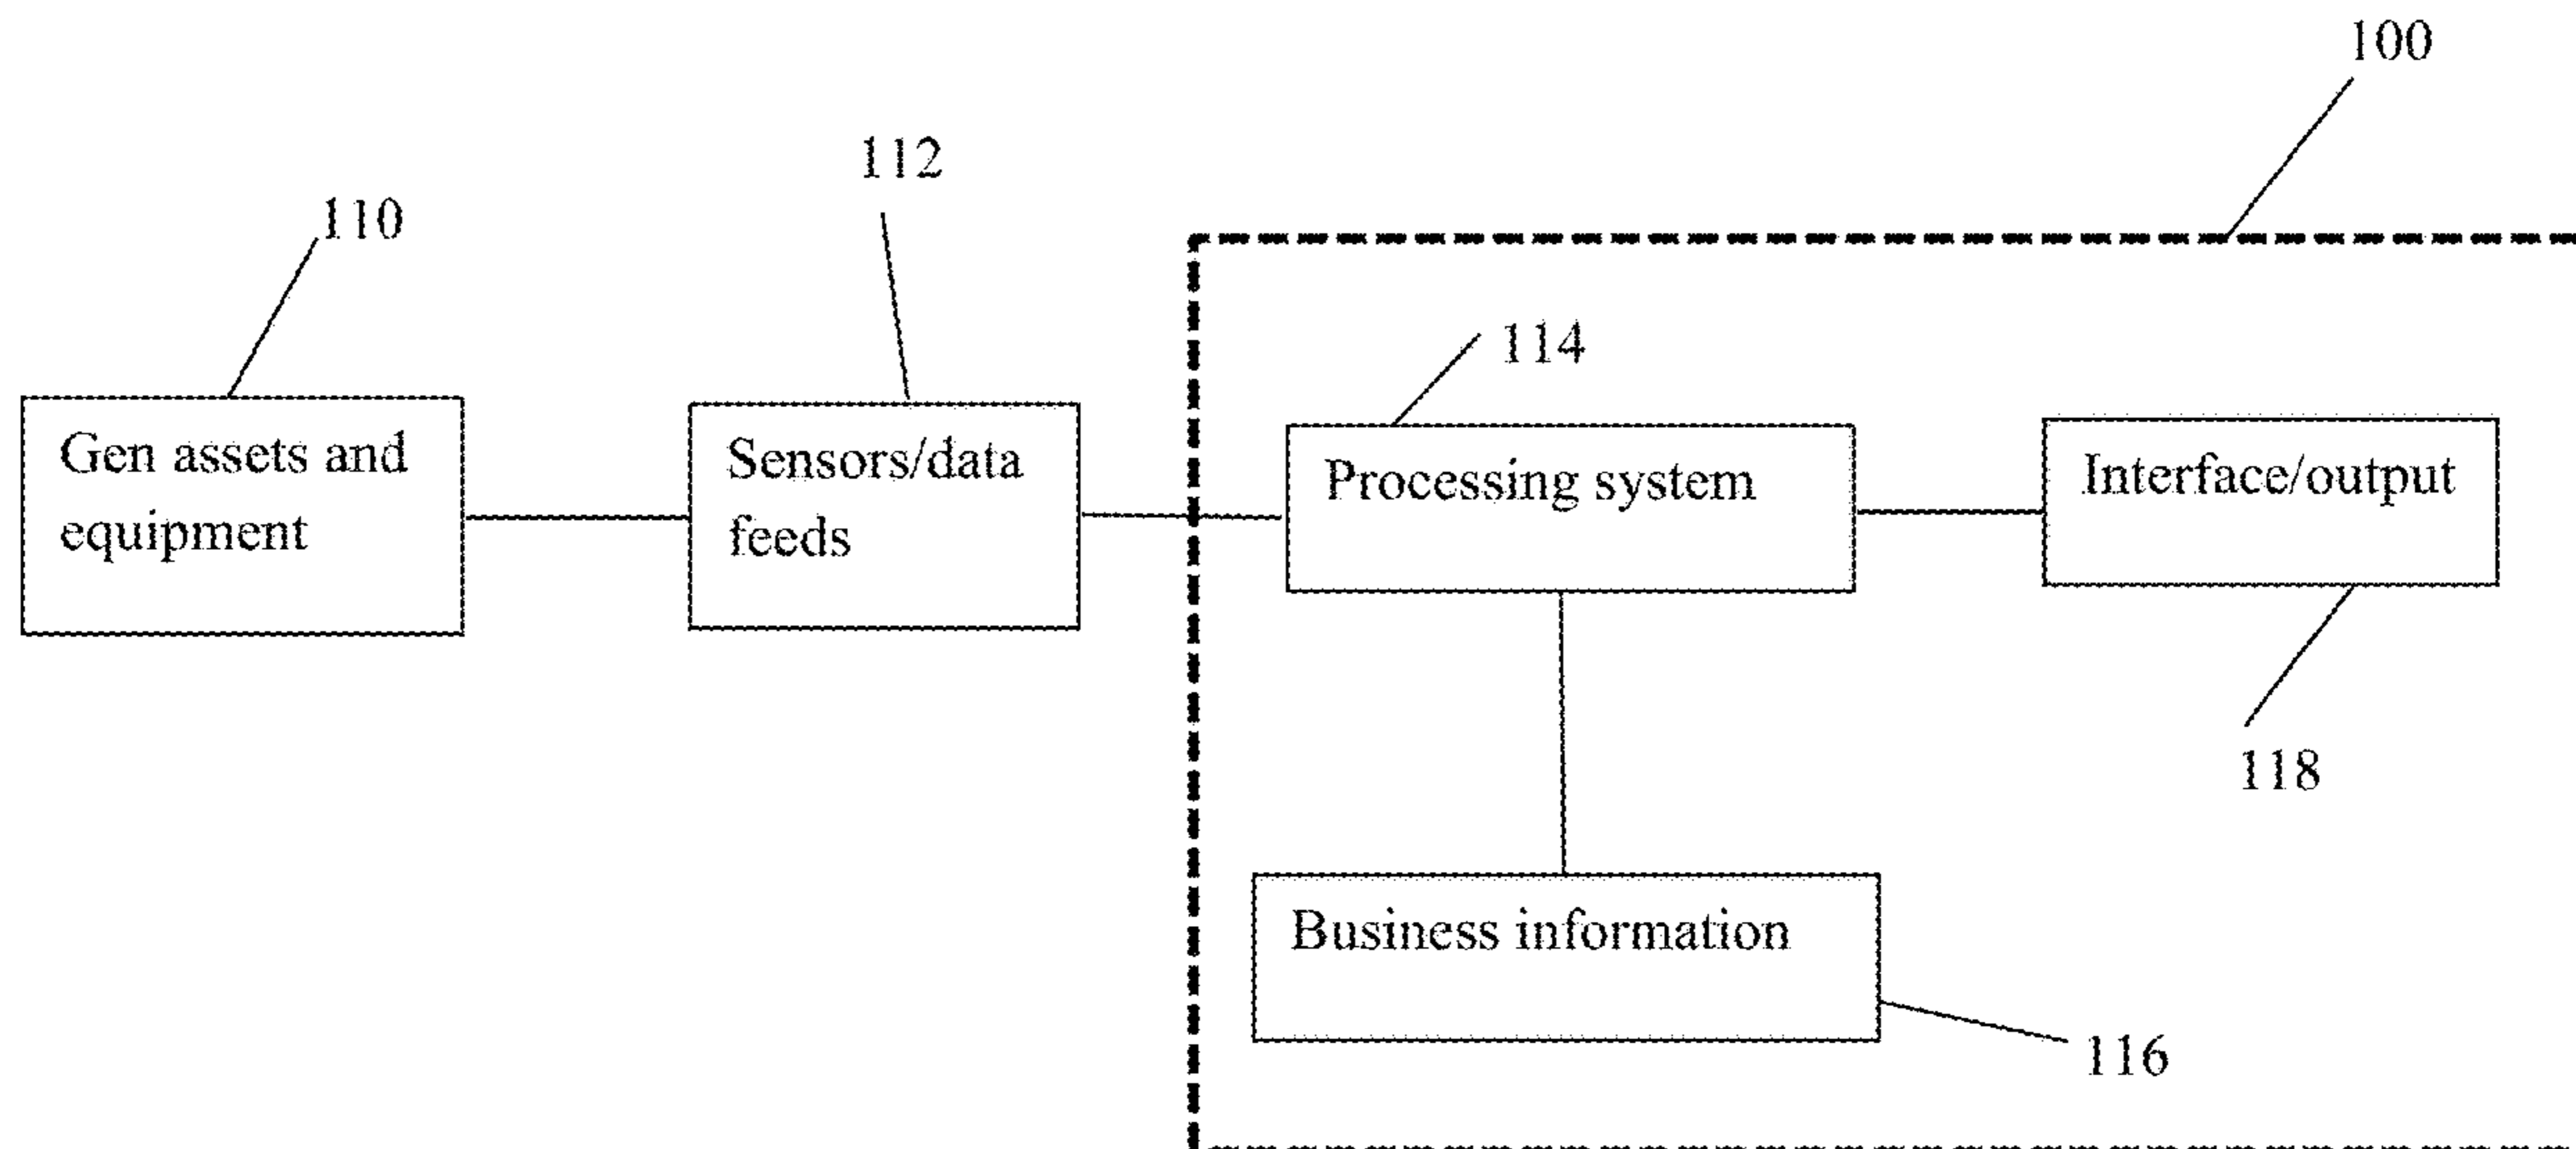 100
112
110
114
Gen assets and
equipment
Sensors/data
feeds
Processing system
Interface/output
118
Business information
116